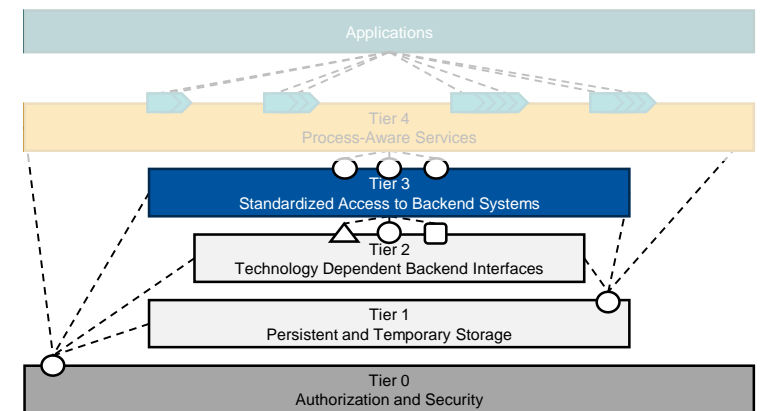 Applications
Tier 4
Process-Aware Services
Tier 3
Standardized Access to Backend Systems
Tier 2
Technology Dependent Backend Interfaces
Tier 1
Persistent and Temporary Storage
Tier 0
Authorization and Security